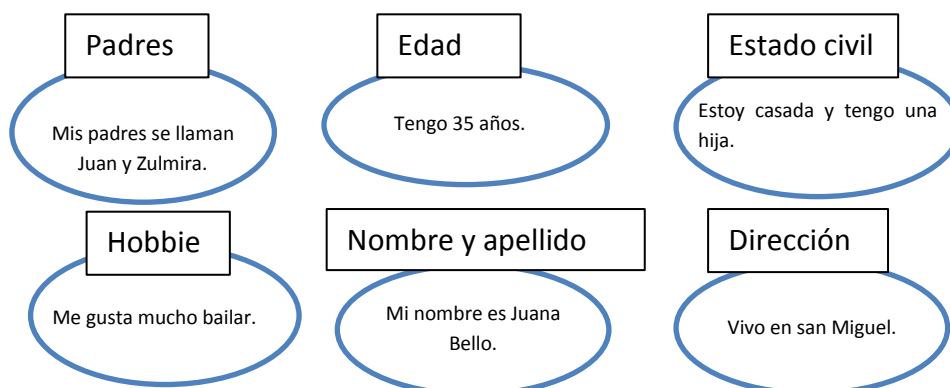 Padres
Mis padres se llaman
Juan y Zulmira.
Edad
Tengo 35 años.
Estado civil
Estoy casada y tengo una
hija.
Hobbie
Me gusta mucho bailar.
Nombre y apellido
Mi nombre es Juana
Bello.
Dirección
Vivo en san Miguel.